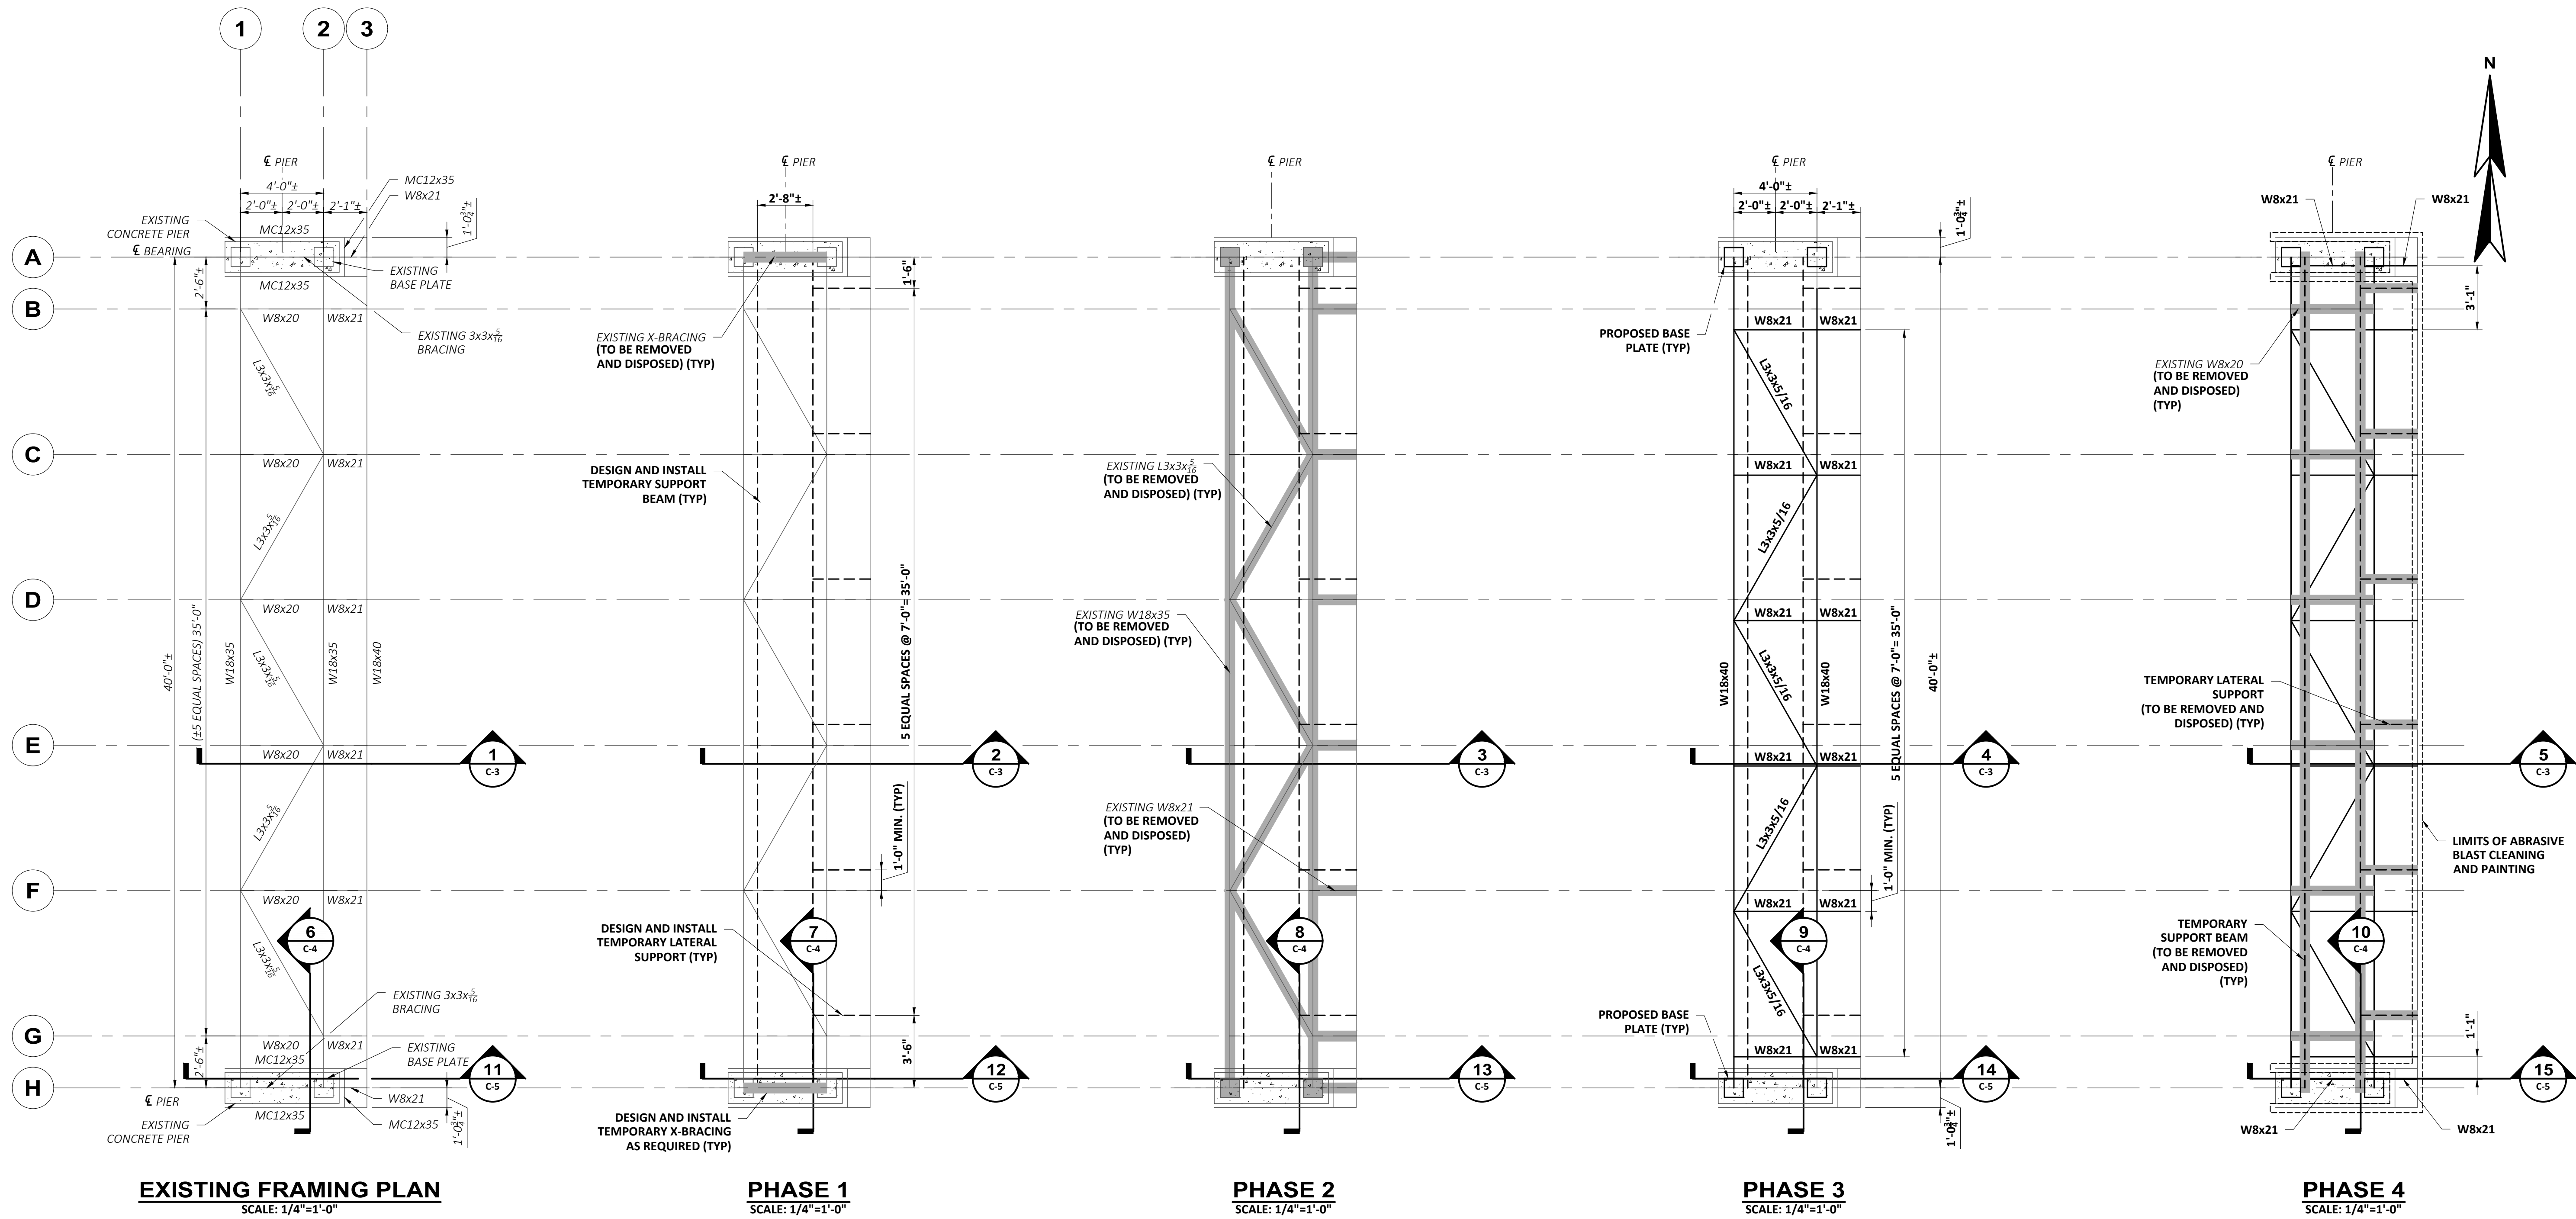 1
2
3
A
B
C
D
E
F
G
H
℄ PIER
4'-0"±
2'-0"±
2'-0"±
2'-1"±
MC12x35
W8x21
1'-0¾"±
EXISTING
CONCRETE PIER
MC12x35
℄ BEARING
EXISTING
BASE PLATE
MC12x35
2'-6"±
W8x20
W8x21
EXISTING 3x3x5/16
BRACING
L3x3x5/16
W8x20
W8x21
L3x3x5/16
W8x20
W8x21
40'-0"±
(±5 EQUAL SPACES) 35'-0"
W18x35
L3x3x5/16
W18x35
W18x40
W8x20
W8x21
1
C-3
L3x3x5/16
W8x20
W8x21
6
C-4
L3x3x5/16
EXISTING 3x3x5/16
BRACING
W8x20
W8x21
MC12x35
EXISTING
BASE PLATE
2'-6"±
11
C-5
℄ PIER
W8x21
EXISTING
CONCRETE PIER
MC12x35
MC12x35
1'-0¾"±
EXISTING FRAMING PLAN
SCALE: 1/4"=1'-0"
℄ PIER
2'-8"±
1'-6"
EXISTING X-BRACING
(TO BE REMOVED
AND DISPOSED) (TYP)
DESIGN AND INSTALL
TEMPORARY SUPPORT
BEAM (TYP)
5 EQUAL SPACES @ 7'-0"= 35'-0"
2
C-3
1'-0" MIN. (TYP)
DESIGN AND INSTALL
TEMPORARY LATERAL
SUPPORT (TYP)
7
C-4
3'-6"
12
C-5
DESIGN AND INSTALL
TEMPORARY X-BRACING
AS REQUIRED (TYP)
PHASE 1
SCALE: 1/4"=1'-0"
℄ PIER
EXISTING L3x3x5/16
(TO BE REMOVED
AND DISPOSED) (TYP)
EXISTING W18x35
(TO BE REMOVED
AND DISPOSED) (TYP)
3
C-3
EXISTING W8x21
(TO BE REMOVED
AND DISPOSED)
(TYP)
8
C-4
13
C-5
PHASE 2
SCALE: 1/4"=1'-0"
℄ PIER
4'-0"±
2'-0"±
2'-0"±
2'-1"±
1'-0¾"±
PROPOSED BASE
PLATE (TYP)
W8x21
W8x21
L3x3x5/16
W8x21
W8x21
L3x3x5/16
W8x21
W8x21
W18x40
L3x3x5/16
W18x40
5 EQUAL SPACES @ 7'-0"= 35'-0"
40'-0"±
W8x21
W8x21
4
C-3
L3x3x5/16
1'-0" MIN. (TYP)
W8x21
W8x21
9
C-4
L3x3x5/16
PROPOSED BASE
PLATE (TYP)
W8x21
W8x21
14
C-5
1'-0¾"±
PHASE 3
SCALE: 1/4"=1'-0"
N
℄ PIER
W8x21
W8x21
3'-1"
EXISTING W8x20
(TO BE REMOVED
AND DISPOSED)
(TYP)
TEMPORARY LATERAL
SUPPORT
(TO BE REMOVED AND
DISPOSED) (TYP)
5
C-3
LIMITS OF ABRASIVE
BLAST CLEANING
AND PAINTING
TEMPORARY
SUPPORT BEAM
(TO BE REMOVED
AND DISPOSED)
(TYP)
10
C-4
1'-1"
15
C-5
W8x21
W8x21
PHASE 4
SCALE: 1/4"=1'-0"